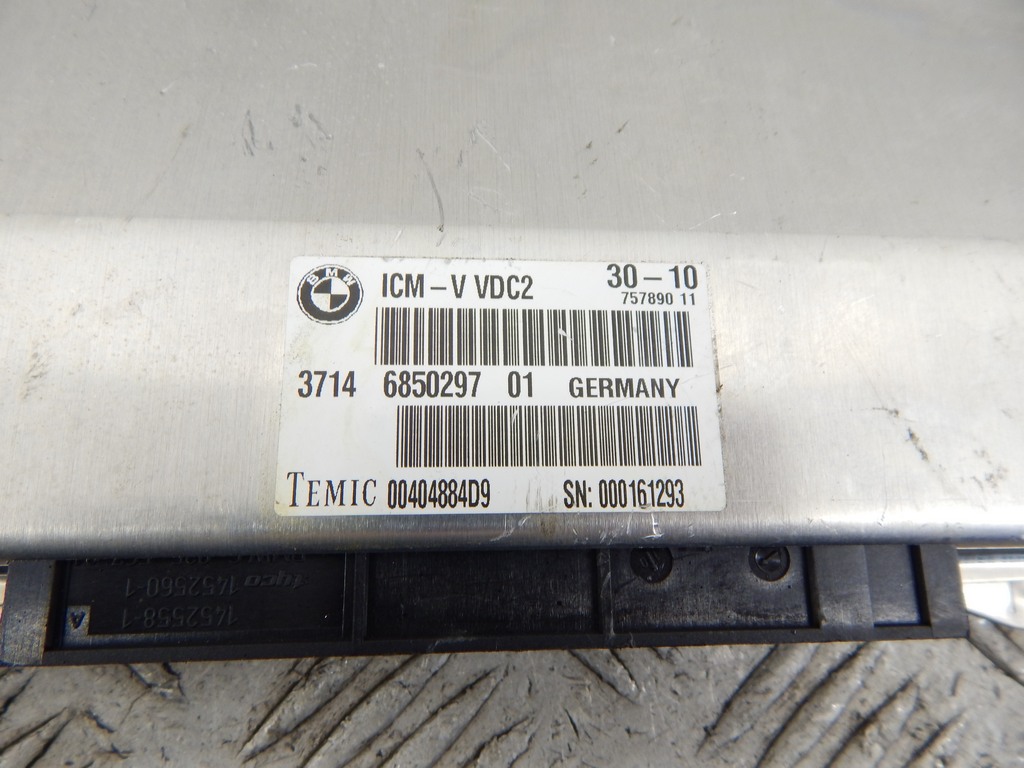 BMW
ICM – V VDC2 30 – 10
757890 11
3714 6850297 01 GERMANY
TEMIC 00404884D9 SN: 000161293
tyco
1452560-1
1452558-1
A